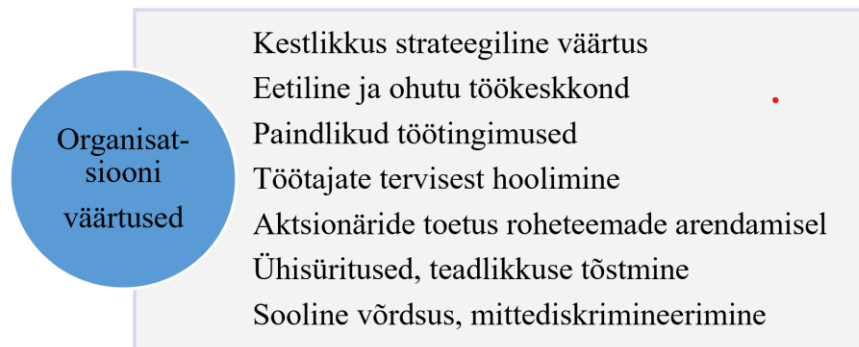 Organisat-
siooni
väärtused
Kestlikkus strateegiline väärtus
Eetiline ja ohutu töökeskkond
Paindlikud töötingimused
Töötajate tervisest hoolimine
Aktsionäride toetus roheteemade arendamisel
Ühisüritused, teadlikkuse tõstmine
Sooline võrdsus, mittediskrimineerimine